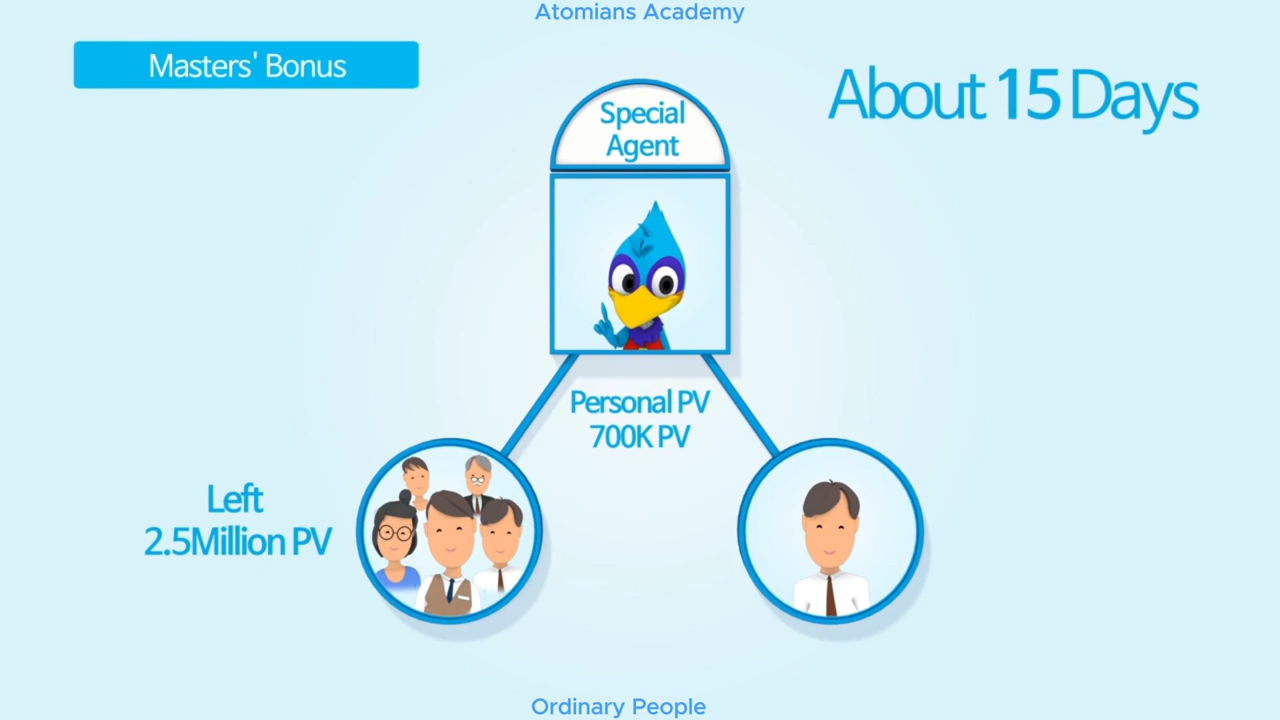 Atomians Academy
Masters' Bonus
About 15 Days
Special
Agent
Personal PV
700K PV
Left
2.5Million PV
Ordinary People